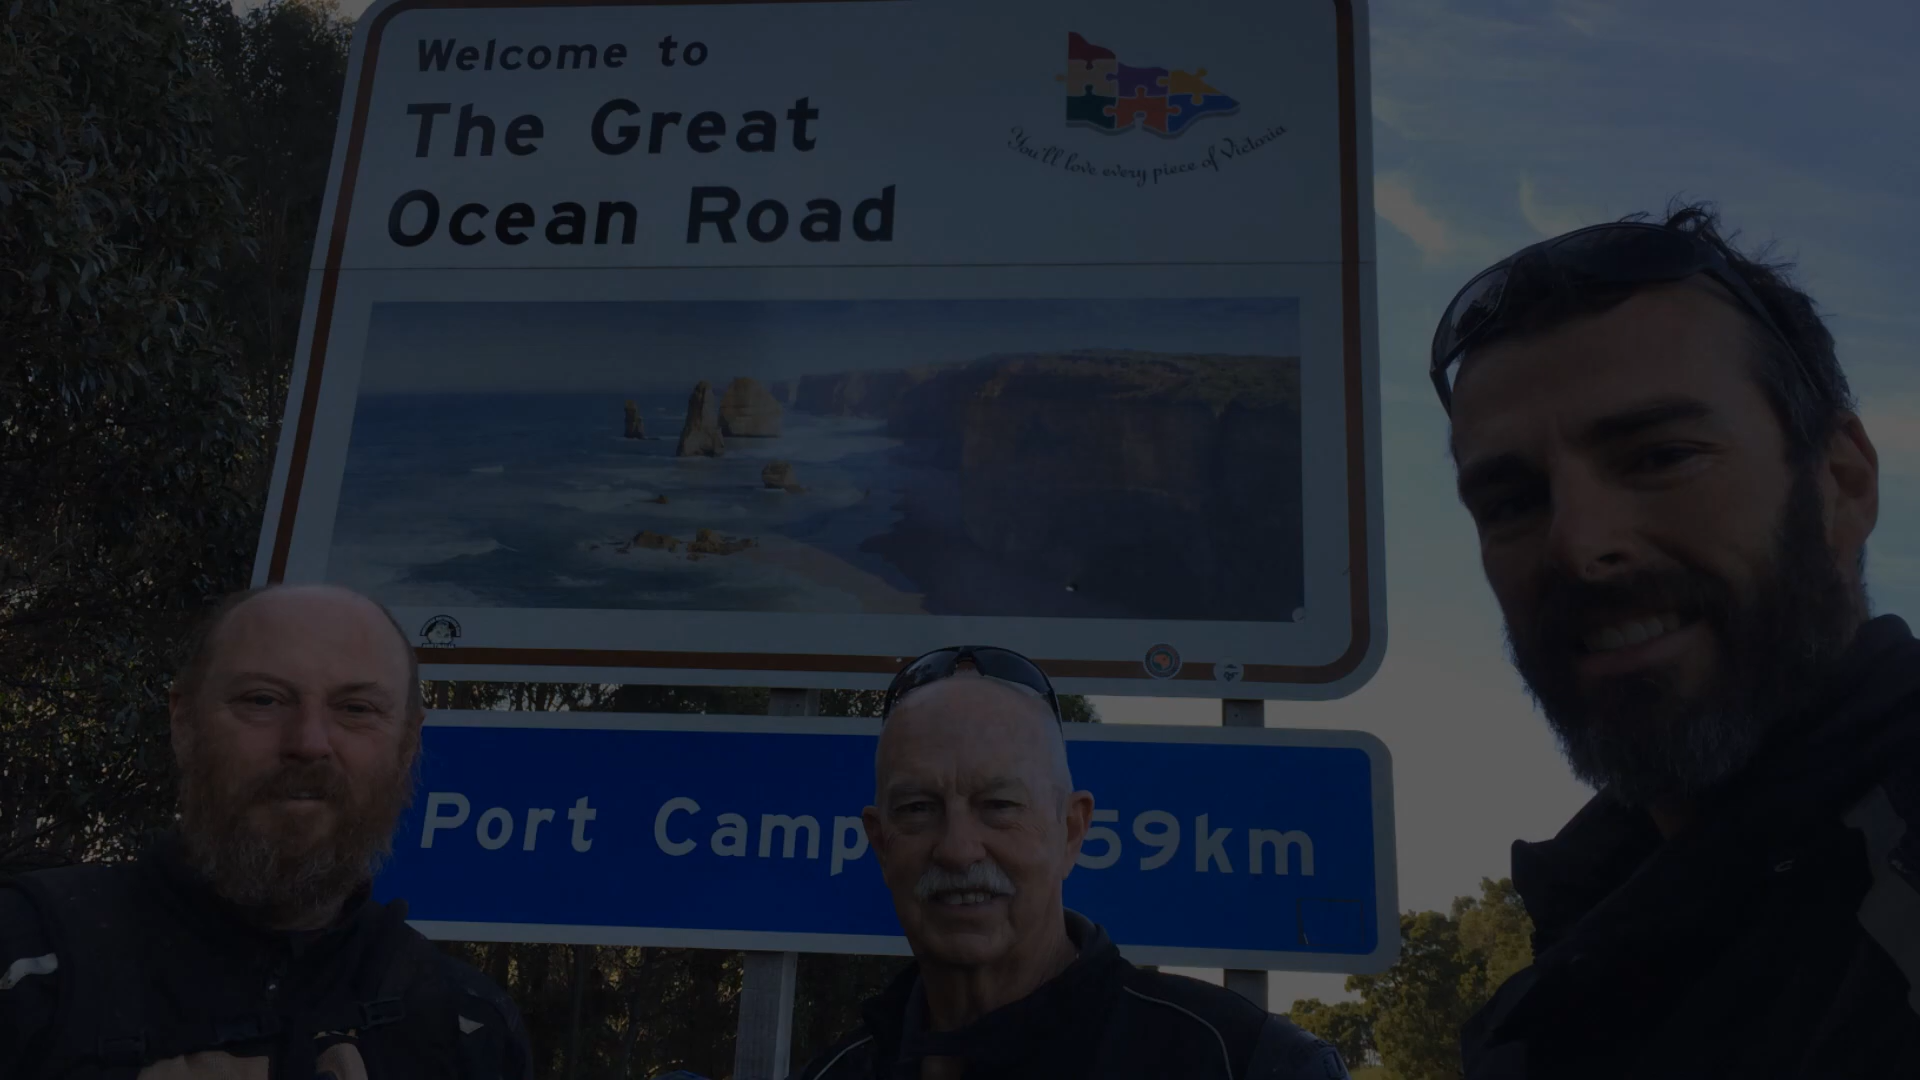 Welcome to
The Great
Ocean Road
You'll love every piece of Victoria
Port Camp 59km